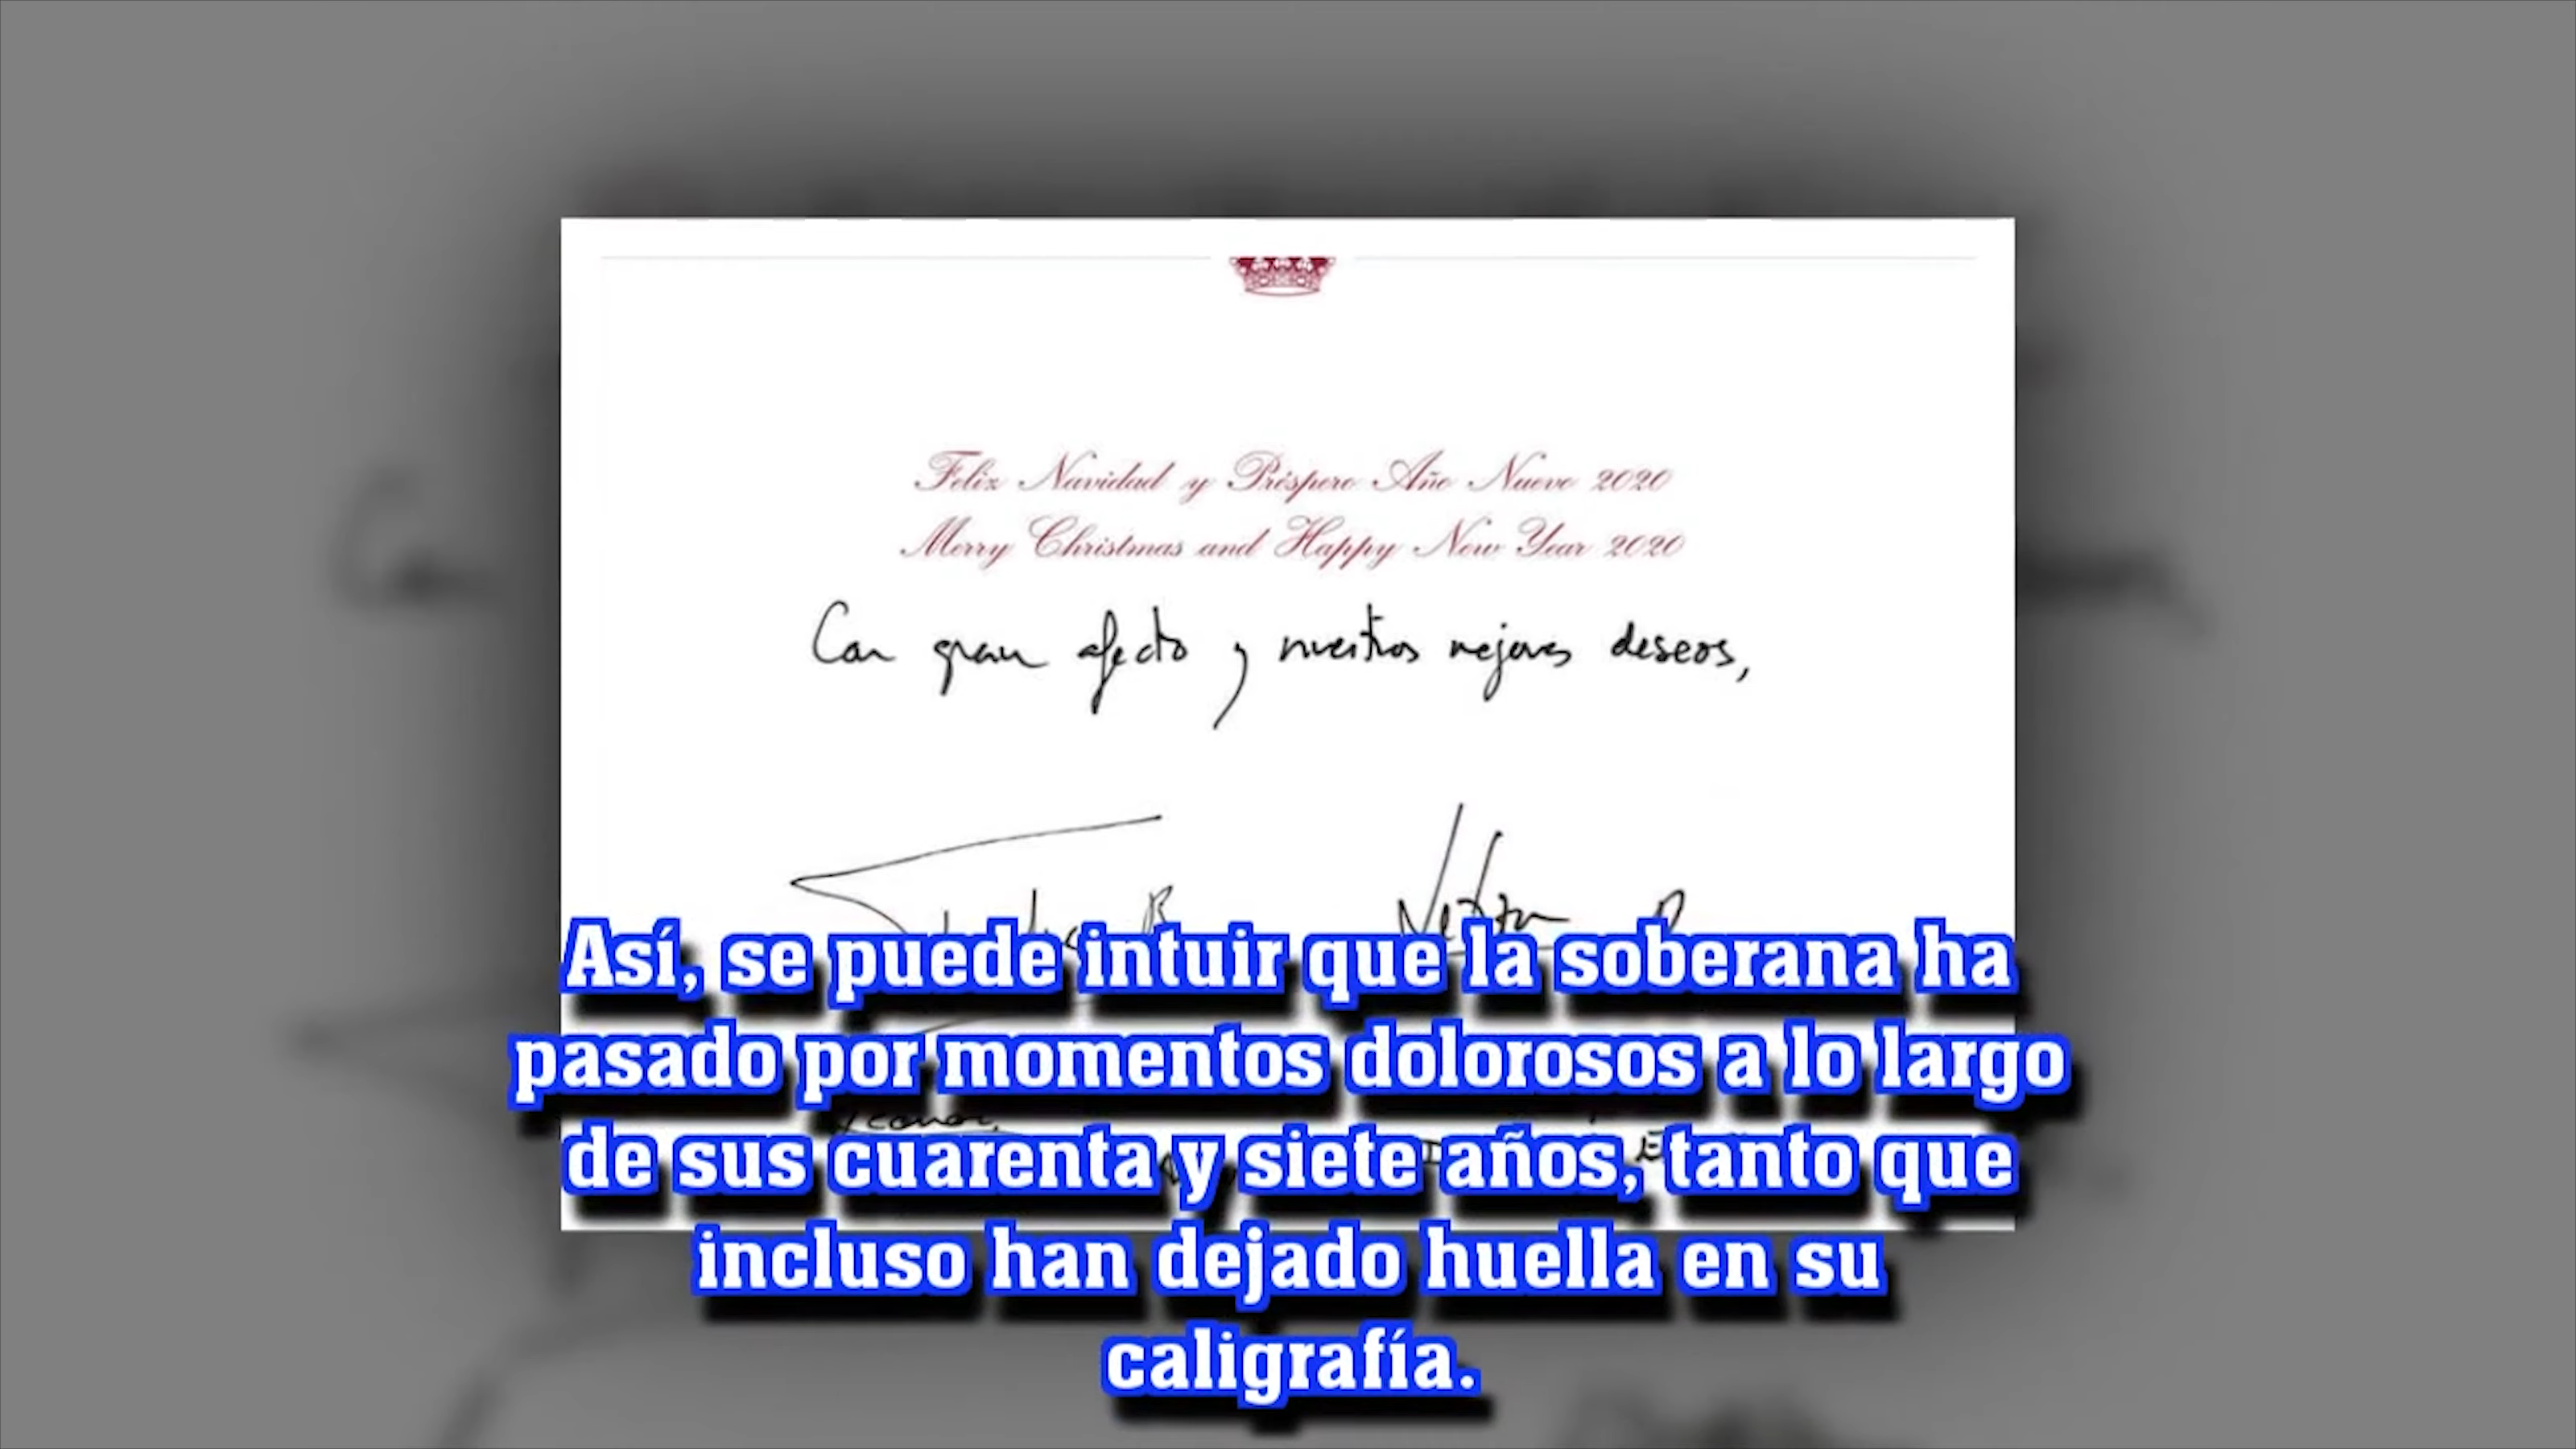 Feliz Navidad y Próspero Año Nuevo 2020
Merry Christmas and Happy New Year 2020
Con gran afecto y nuestros mejores deseos,
Así, se puede intuir que la soberana ha
pasado por momentos dolorosos a lo largo
de sus cuarenta y siete años, tanto que
incluso han dejado huella en su
caligrafía.